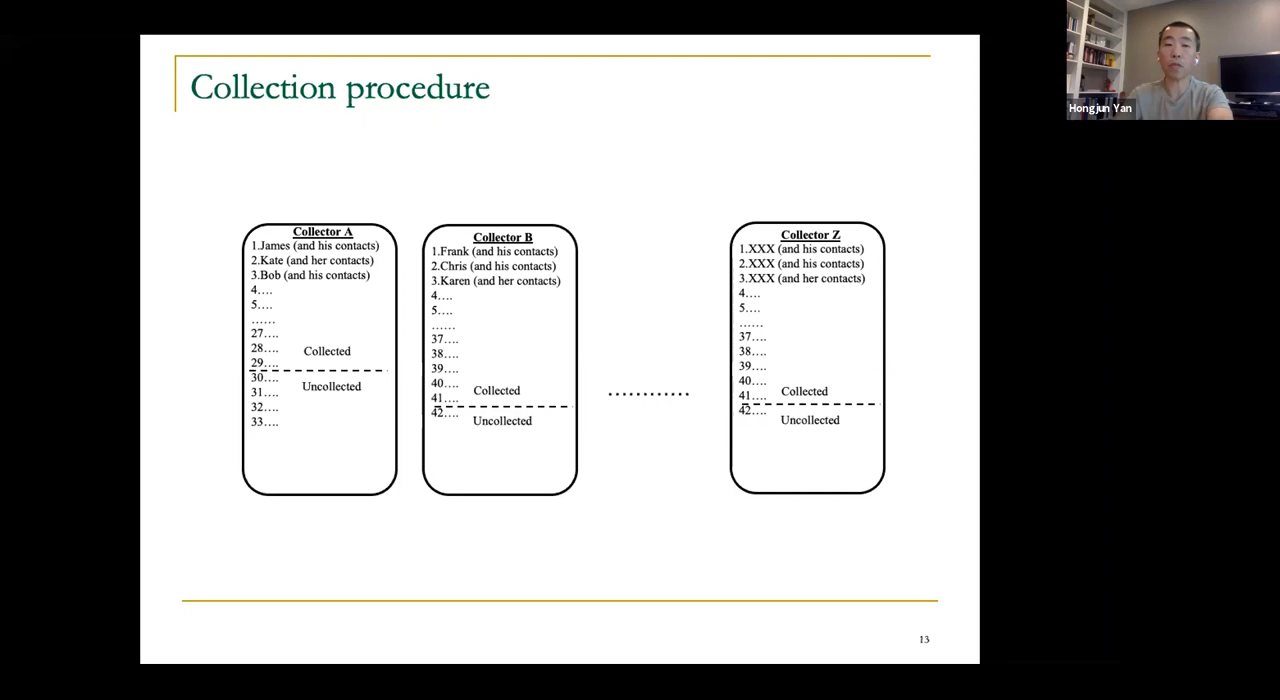 Collection procedure
Collector A
1.James (and his contacts)
2.Kate (and her contacts)
3.Bob (and his contacts)
4....
5....
......
27....
28....
Collected
29....
30....
Uncollected
31....
32....
33....
Collector B
1.Frank (and his contacts)
2.Chris (and his contacts)
3.Karen (and her contacts)
4....
5....
......
37....
38....
39....
40....
Collected
41....
42....
Uncollected
............
Collector Z
1.XXX (and his contacts)
2.XXX (and his contacts)
3.XXX (and her contacts)
4....
5....
......
37....
38....
39....
40....
Collected
41....
42....
Uncollected
13
Hongjun Yan